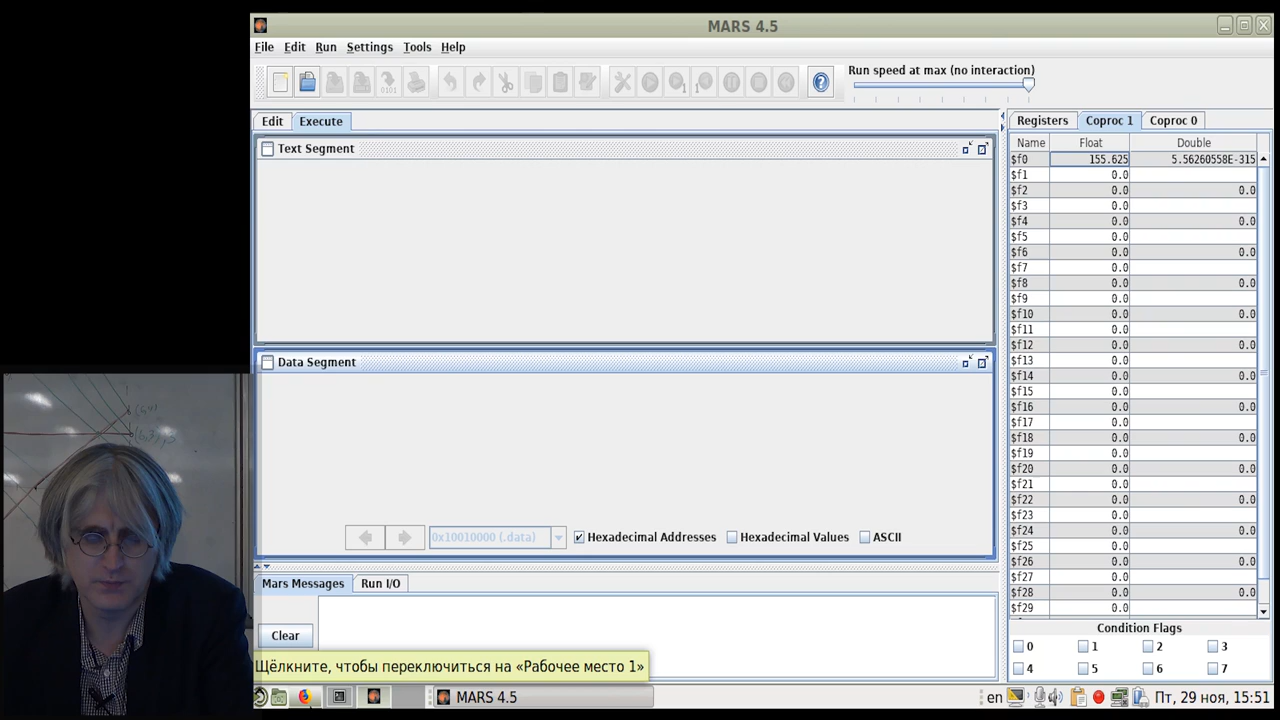 MARS 4.5
File Edit Run Settings Tools Help
Run speed at max (no interaction)
Edit Execute
Registers Coproc 1 Coproc 0
Text Segment
Name Float Double
$f0 155.625 5.56260558E-315
$f1 0.0
$f2 0.0 0.0
$f3 0.0
$f4 0.0 0.0
$f5 0.0
$f6 0.0 0.0
$f7 0.0
$f8 0.0 0.0
$f9 0.0
$f10 0.0 0.0
$f11 0.0
$f12 0.0 0.0
$f13 0.0
$f14 0.0 0.0
$f15 0.0
$f16 0.0 0.0
$f17 0.0
$f18 0.0 0.0
$f19 0.0
$f20 0.0 0.0
$f21 0.0
$f22 0.0 0.0
$f23 0.0
$f24 0.0 0.0
$f25 0.0
$f26 0.0 0.0
$f27 0.0
$f28 0.0 0.0
$f29 0.0
Condition Flags
0 1 2 3
4 5 6 7
Data Segment
0x10010000 (.data) Hexadecimal Addresses Hexadecimal Values ASCII
Mars Messages Run I/O
Clear
Щёлкните, чтобы переключиться на «Рабочее место 1»
MARS 4.5
en Пт, 29 ноя, 15:51